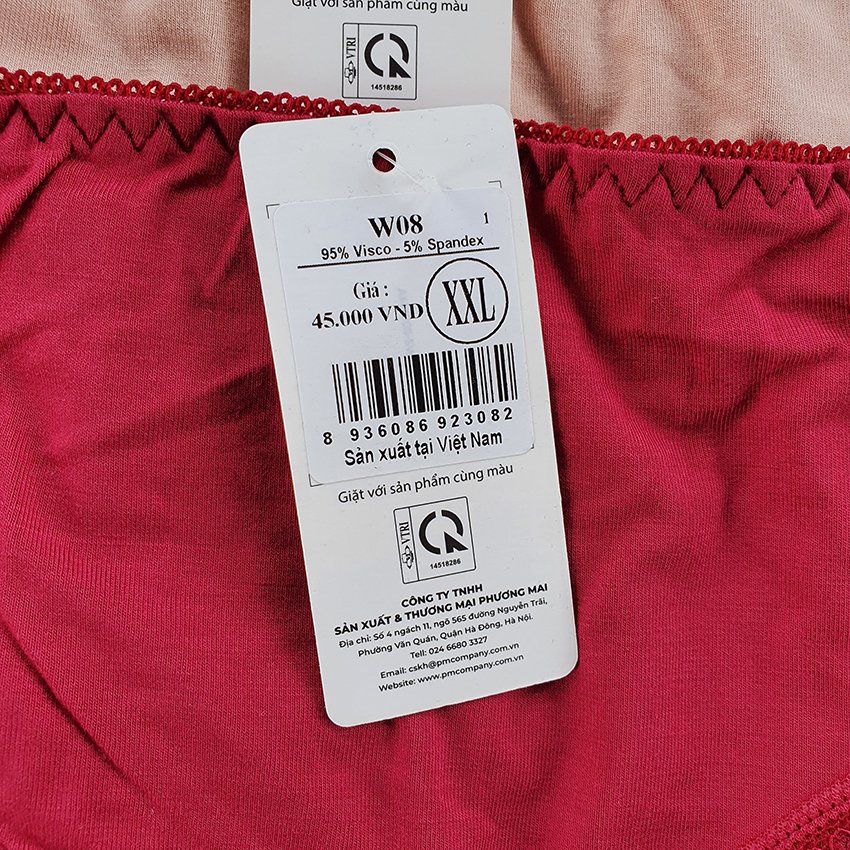 Giặt với sản phẩm cùng màu
VTRI
14518286
W08
1
95% Visco - 5% Spandex
Giá :
45.000 VND
XXL
8 936086 923082
Sản xuất tại Việt Nam
Giặt với sản phẩm cùng màu
VTRI
14518286
CÔNG TY TNHH
SẢN XUẤT & THƯƠNG MẠI PHƯƠNG MAI
Địa chỉ: Số 4 ngách 11, ngõ 565 đường Nguyễn Trãi,
Phường Văn Quán, Quận Hà Đông, Hà Nội.
Tell: 024 6680 3327
Email: cskh@pmcompany.com.vn
Website: www.pmcompany.com.vn